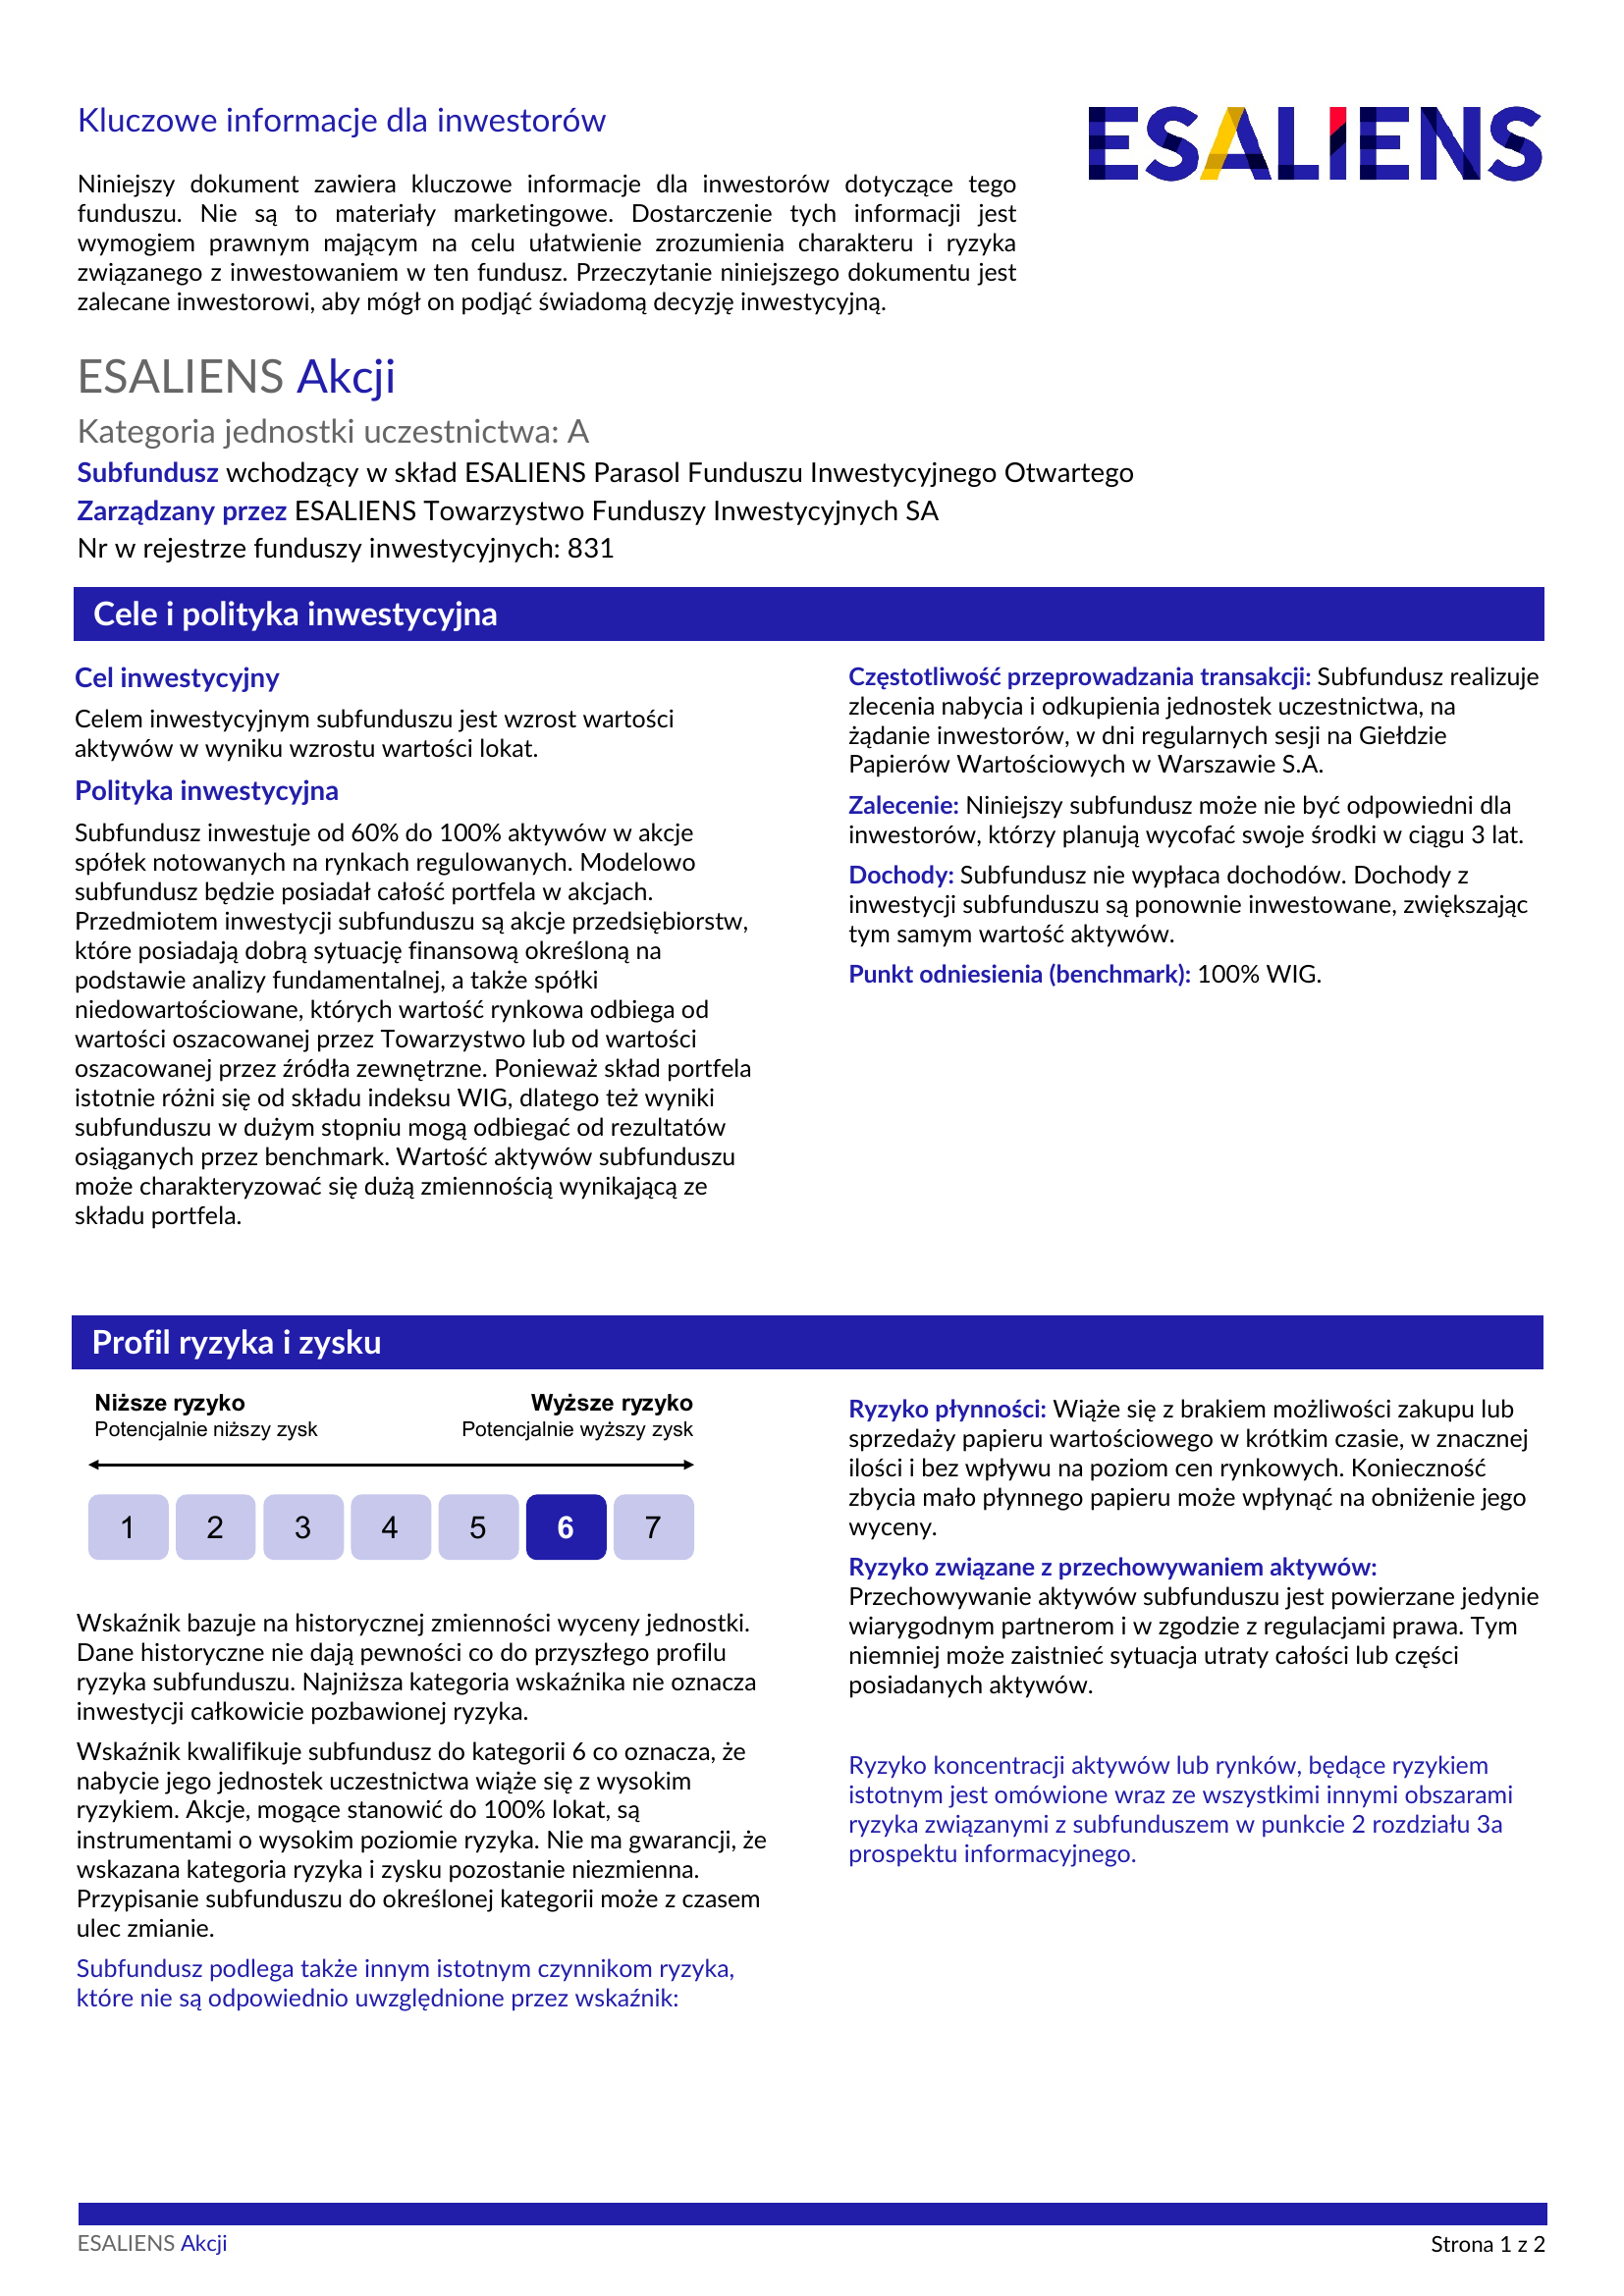 Kluczowe informacje dla inwestorów
ESALIENS
Niniejszy dokument zawiera kluczowe informacje dla inwestorów dotyczące tego
funduszu. Nie są to materiały marketingowe. Dostarczenie tych informacji jest
wymogiem prawnym mającym na celu ułatwienie zrozumienia charakteru i ryzyka
związanego z inwestowaniem w ten fundusz. Przeczytanie niniejszego dokumentu jest
zalecane inwestorowi, aby mógł on podjąć świadomą decyzję inwestycyjną.
ESALIENS Akcji
Kategoria jednostki uczestnictwa: A
Subfundusz wchodzący w skład ESALIENS Parasol Funduszu Inwestycyjnego Otwartego
Zarządzany przez ESALIENS Towarzystwo Funduszy Inwestycyjnych SA
Nr w rejestrze funduszy inwestycyjnych: 831
Cele i polityka inwestycyjna
Cel inwestycyjny
Celem inwestycyjnym subfunduszu jest wzrost wartości
aktywów w wyniku wzrostu wartości lokat.
Polityka inwestycyjna
Subfundusz inwestuje od 60% do 100% aktywów w akcje
spółek notowanych na rynkach regulowanych. Modelowo
subfundusz będzie posiadał całość portfela w akcjach.
Przedmiotem inwestycji subfunduszu są akcje przedsiębiorstw,
które posiadają dobrą sytuację finansową określoną na
podstawie analizy fundamentalnej, a także spółki
niedowartościowane, których wartość rynkowa odbiega od
wartości oszacowanej przez Towarzystwo lub od wartości
oszacowanej przez źródła zewnętrzne. Ponieważ skład portfela
istotnie różni się od składu indeksu WIG, dlatego też wyniki
subfunduszu w dużym stopniu mogą odbiegać od rezultatów
osiąganych przez benchmark. Wartość aktywów subfunduszu
może charakteryzować się dużą zmiennością wynikającą ze
składu portfela.
Częstotliwość przeprowadzania transakcji: Subfundusz realizuje
zlecenia nabycia i odkupienia jednostek uczestnictwa, na
żądanie inwestorów, w dni regularnych sesji na Giełdzie
Papierów Wartościowych w Warszawie S.A.
Zalecenie: Niniejszy subfundusz może nie być odpowiedni dla
inwestorów, którzy planują wycofać swoje środki w ciągu 3 lat.
Dochody: Subfundusz nie wypłaca dochodów. Dochody z
inwestycji subfunduszu są ponownie inwestowane, zwiększając
tym samym wartość aktywów.
Punkt odniesienia (benchmark): 100% WIG.
Profil ryzyka i zysku
Niższe ryzyko Wyższe ryzyko
Potencjalnie niższy zysk Potencjalnie wyższy zysk
1 2 3 4 5 6 7
Wskaźnik bazuje na historycznej zmienności wyceny jednostki.
Dane historyczne nie dają pewności co do przyszłego profilu
ryzyka subfunduszu. Najniższa kategoria wskaźnika nie oznacza
inwestycji całkowicie pozbawionej ryzyka.
Wskaźnik kwalifikuje subfundusz do kategorii 6 co oznacza, że
nabycie jego jednostek uczestnictwa wiąże się z wysokim
ryzykiem. Akcje, mogące stanowić do 100% lokat, są
instrumentami o wysokim poziomie ryzyka. Nie ma gwarancji, że
wskazana kategoria ryzyka i zysku pozostanie niezmienna.
Przypisanie subfunduszu do określonej kategorii może z czasem
ulec zmianie.
Subfundusz podlega także innym istotnym czynnikom ryzyka,
które nie są odpowiednio uwzględnione przez wskaźnik:
Ryzyko płynności: Wiąże się z brakiem możliwości zakupu lub
sprzedaży papieru wartościowego w krótkim czasie, w znacznej
ilości i bez wpływu na poziom cen rynkowych. Konieczność
zbycia mało płynnego papieru może wpłynąć na obniżenie jego
wyceny.
Ryzyko związane z przechowywaniem aktywów:
Przechowywanie aktywów subfunduszu jest powierzane jedynie
wiarygodnym partnerom i w zgodzie z regulacjami prawa. Tym
niemniej może zaistnieć sytuacja utraty całości lub części
posiadanych aktywów.
Ryzyko koncentracji aktywów lub rynków, będące ryzykiem
istotnym jest omówione wraz ze wszystkimi innymi obszarami
ryzyka związanymi z subfunduszem w punkcie 2 rozdziału 3a
prospektu informacyjnego.
ESALIENS Akcji
Strona 1 z 2